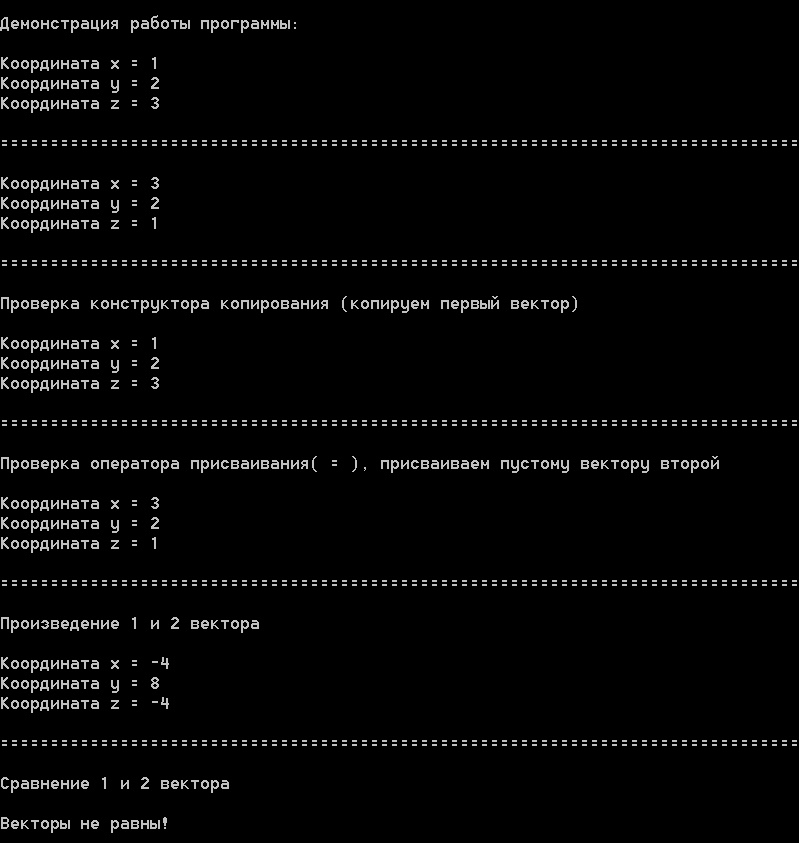 Демонстрация работы программы:
Координата x = 1
Координата y = 2
Координата z = 3
================================================================================
Координата x = 3
Координата y = 2
Координата z = 1
================================================================================
Проверка конструктора копирования (копируем первый вектор)
Координата x = 1
Координата y = 2
Координата z = 3
================================================================================
Проверка оператора присваивания( = ), присваиваем пустому вектору второй
Координата x = 3
Координата y = 2
Координата z = 1
================================================================================
Произведение 1 и 2 вектора
Координата x = -4
Координата y = 8
Координата z = -4
================================================================================
Сравнение 1 и 2 вектора
Векторы не равны!